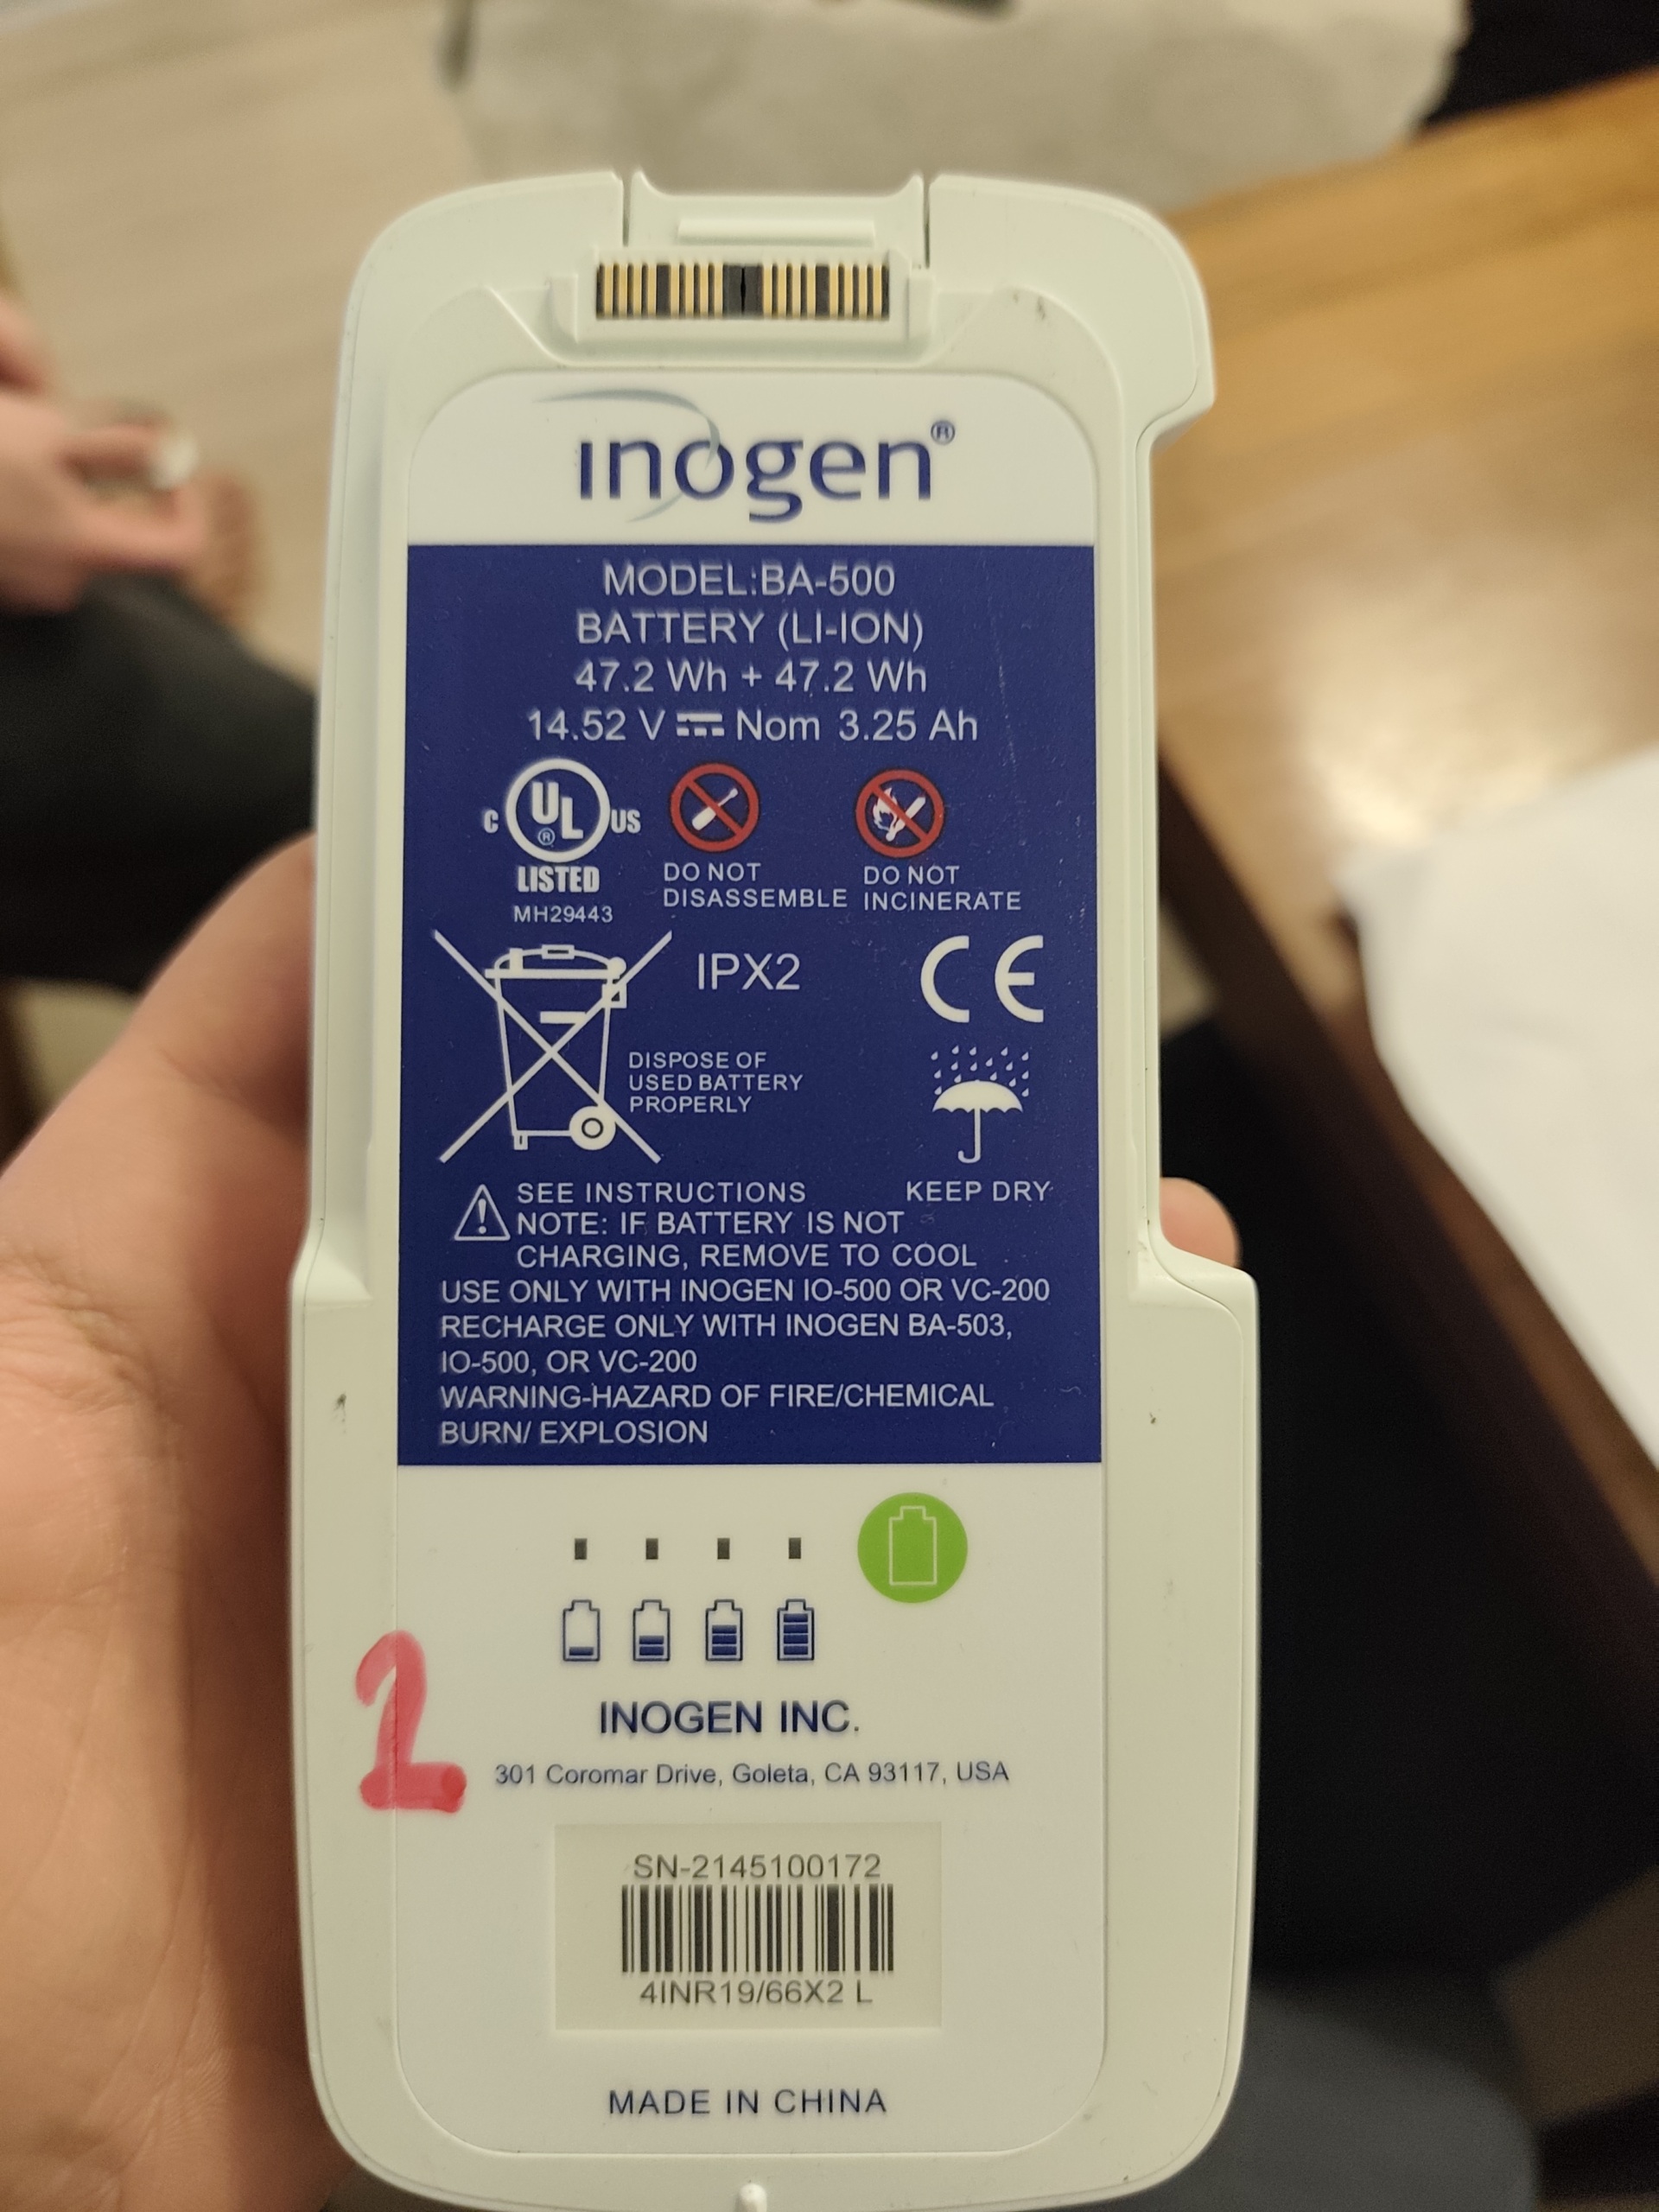 inogen®
MODEL:BA-500
BATTERY (LI-ION)
47.2 Wh + 47.2 Wh
14.52 V ⎓ Nom 3.25 Ah
C UL® US
LISTED
MH29443
DO NOT
DISASSEMBLE
DO NOT
INCINERATE
IPX2
CE
DISPOSE OF
USED BATTERY
PROPERLY
KEEP DRY
SEE INSTRUCTIONS
NOTE: IF BATTERY IS NOT
CHARGING, REMOVE TO COOL
USE ONLY WITH INOGEN IO-500 OR VC-200
RECHARGE ONLY WITH INOGEN BA-503,
IO-500, OR VC-200
WARNING-HAZARD OF FIRE/CHEMICAL
BURN/ EXPLOSION
1
INOGEN INC.
301 Coromar Drive, Goleta, CA 93117, USA
SN-2145100172
4INR19/66X2 L
MADE IN CHINA